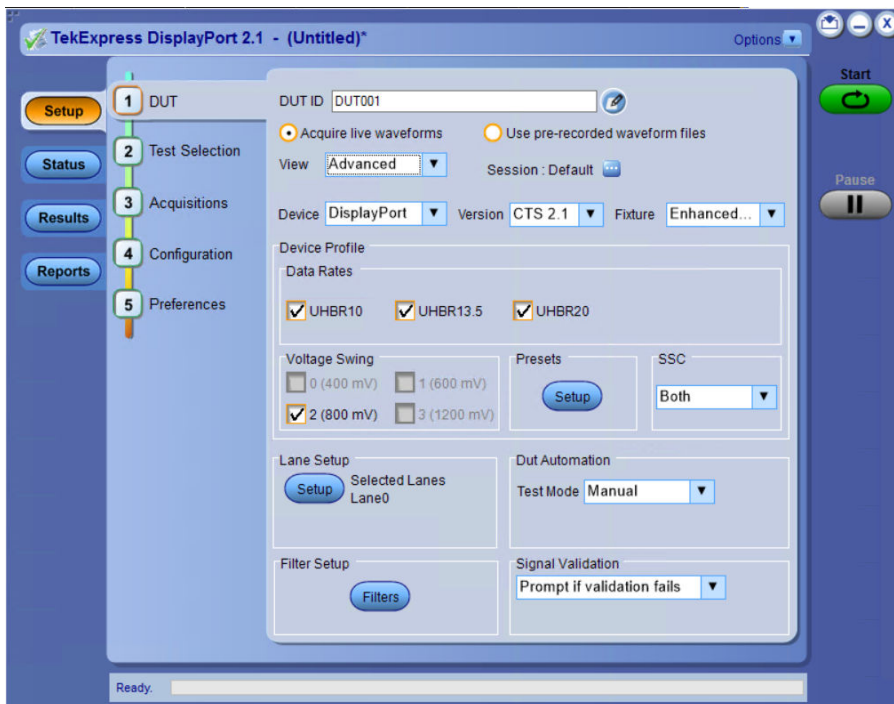 TekExpress DisplayPort 2.1 - (Untitled)*
Options
X
Start
Pause
Setup
Status
Results
Reports
1 DUT
2 Test Selection
3 Acquisitions
4 Configuration
5 Preferences
DUT ID DUT001
Acquire live waveforms Use pre-recorded waveform files
View Advanced Session : Default ...
Device DisplayPort Version CTS 2.1 Fixture Enhanced...
Device Profile
Data Rates
UHBR10 UHBR13.5 UHBR20
Voltage Swing
0 (400 mV) 1 (600 mV)
2 (800 mV) 3 (1200 mV)
Presets
Setup
SSC
Both
Lane Setup
Setup Selected Lanes
Lane0
Dut Automation
Test Mode Manual
Filter Setup
Filters
Signal Validation
Prompt if validation fails
Ready.